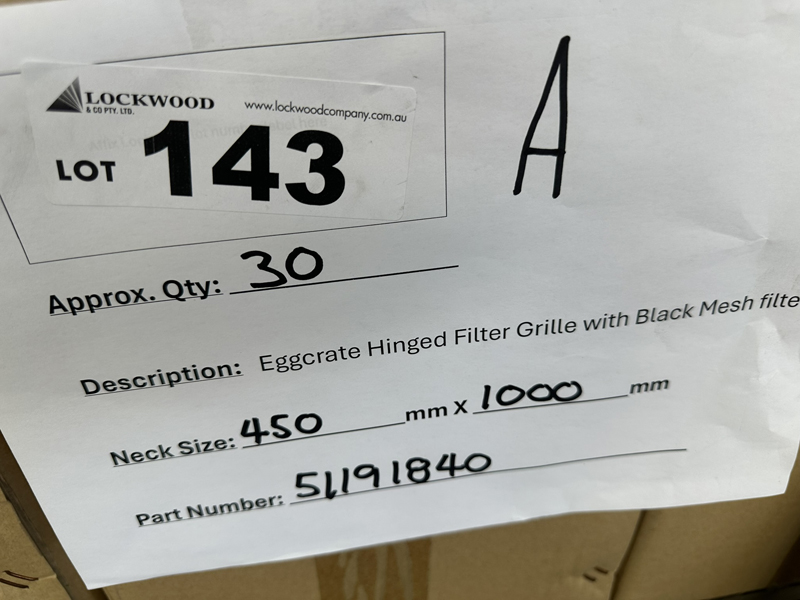 LOCKWOOD
& CO PTY. LTD.
www.lockwoodcompany.com.au
LOT 143
A
Approx. Qty: 30
Description: Eggcrate Hinged Filter Grille with Black Mesh filte
Neck Size: 450 mm X 1000 mm
Part Number: 51191840